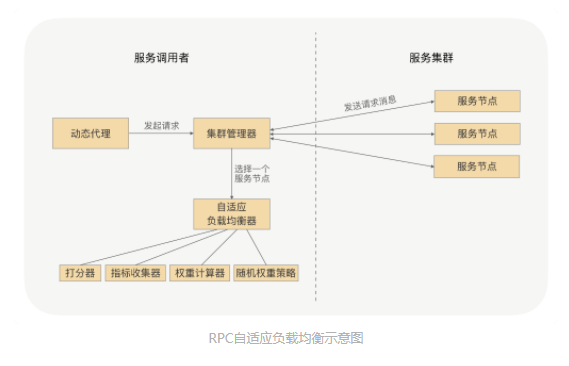 服务调用者
服务集群
动态代理
发起请求
集群管理器
发送请求消息
服务节点
服务节点
服务节点
选择一个
服务节点
自适应
负载均衡器
打分器
指标收集器
权重计算器
随机权重策略
RPC自适应负载均衡示意图